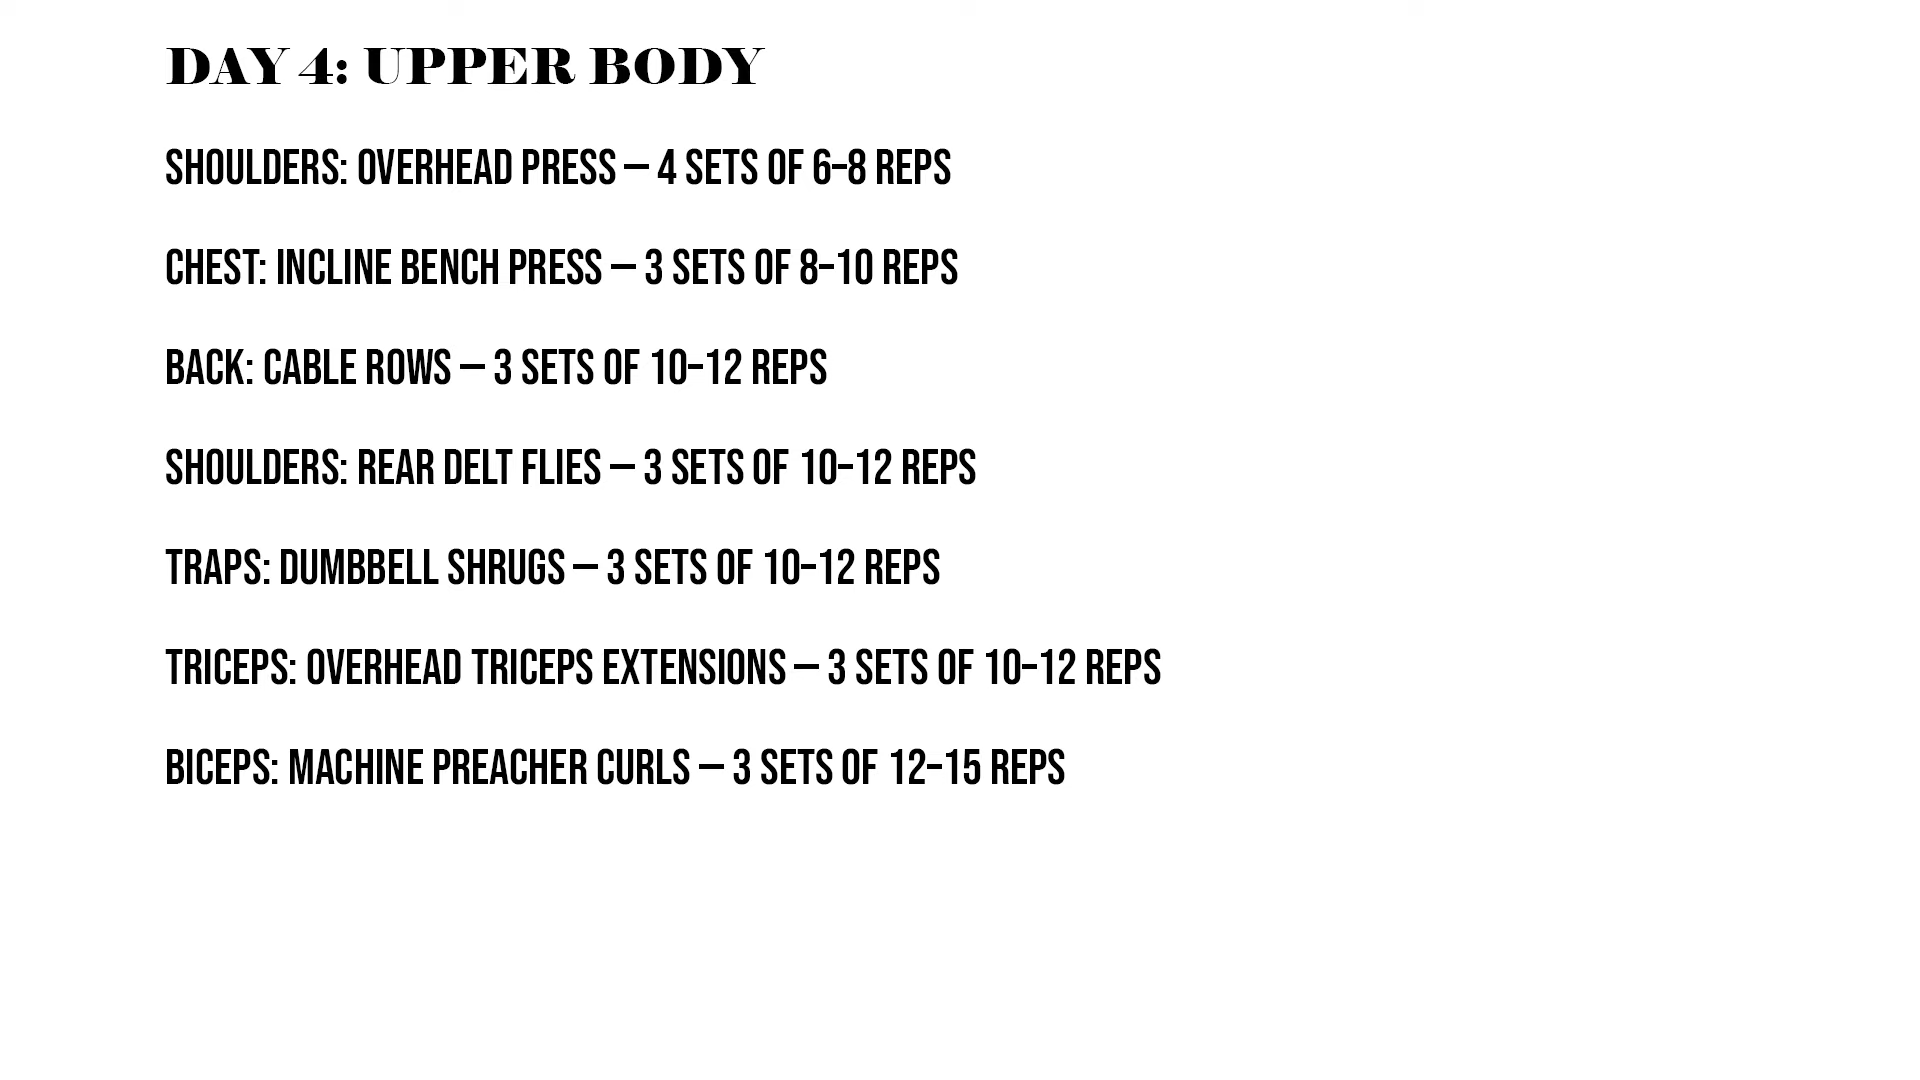 DAY 4: UPPER BODY
SHOULDERS: OVERHEAD PRESS — 4 SETS OF 6–8 REPS
CHEST: INCLINE BENCH PRESS — 3 SETS OF 8–10 REPS
BACK: CABLE ROWS — 3 SETS OF 10–12 REPS
SHOULDERS: REAR DELT FLIES — 3 SETS OF 10–12 REPS
TRAPS: DUMBBELL SHRUGS — 3 SETS OF 10–12 REPS
TRICEPS: OVERHEAD TRICEPS EXTENSIONS — 3 SETS OF 10–12 REPS
BICEPS: MACHINE PREACHER CURLS — 3 SETS OF 12–15 REPS